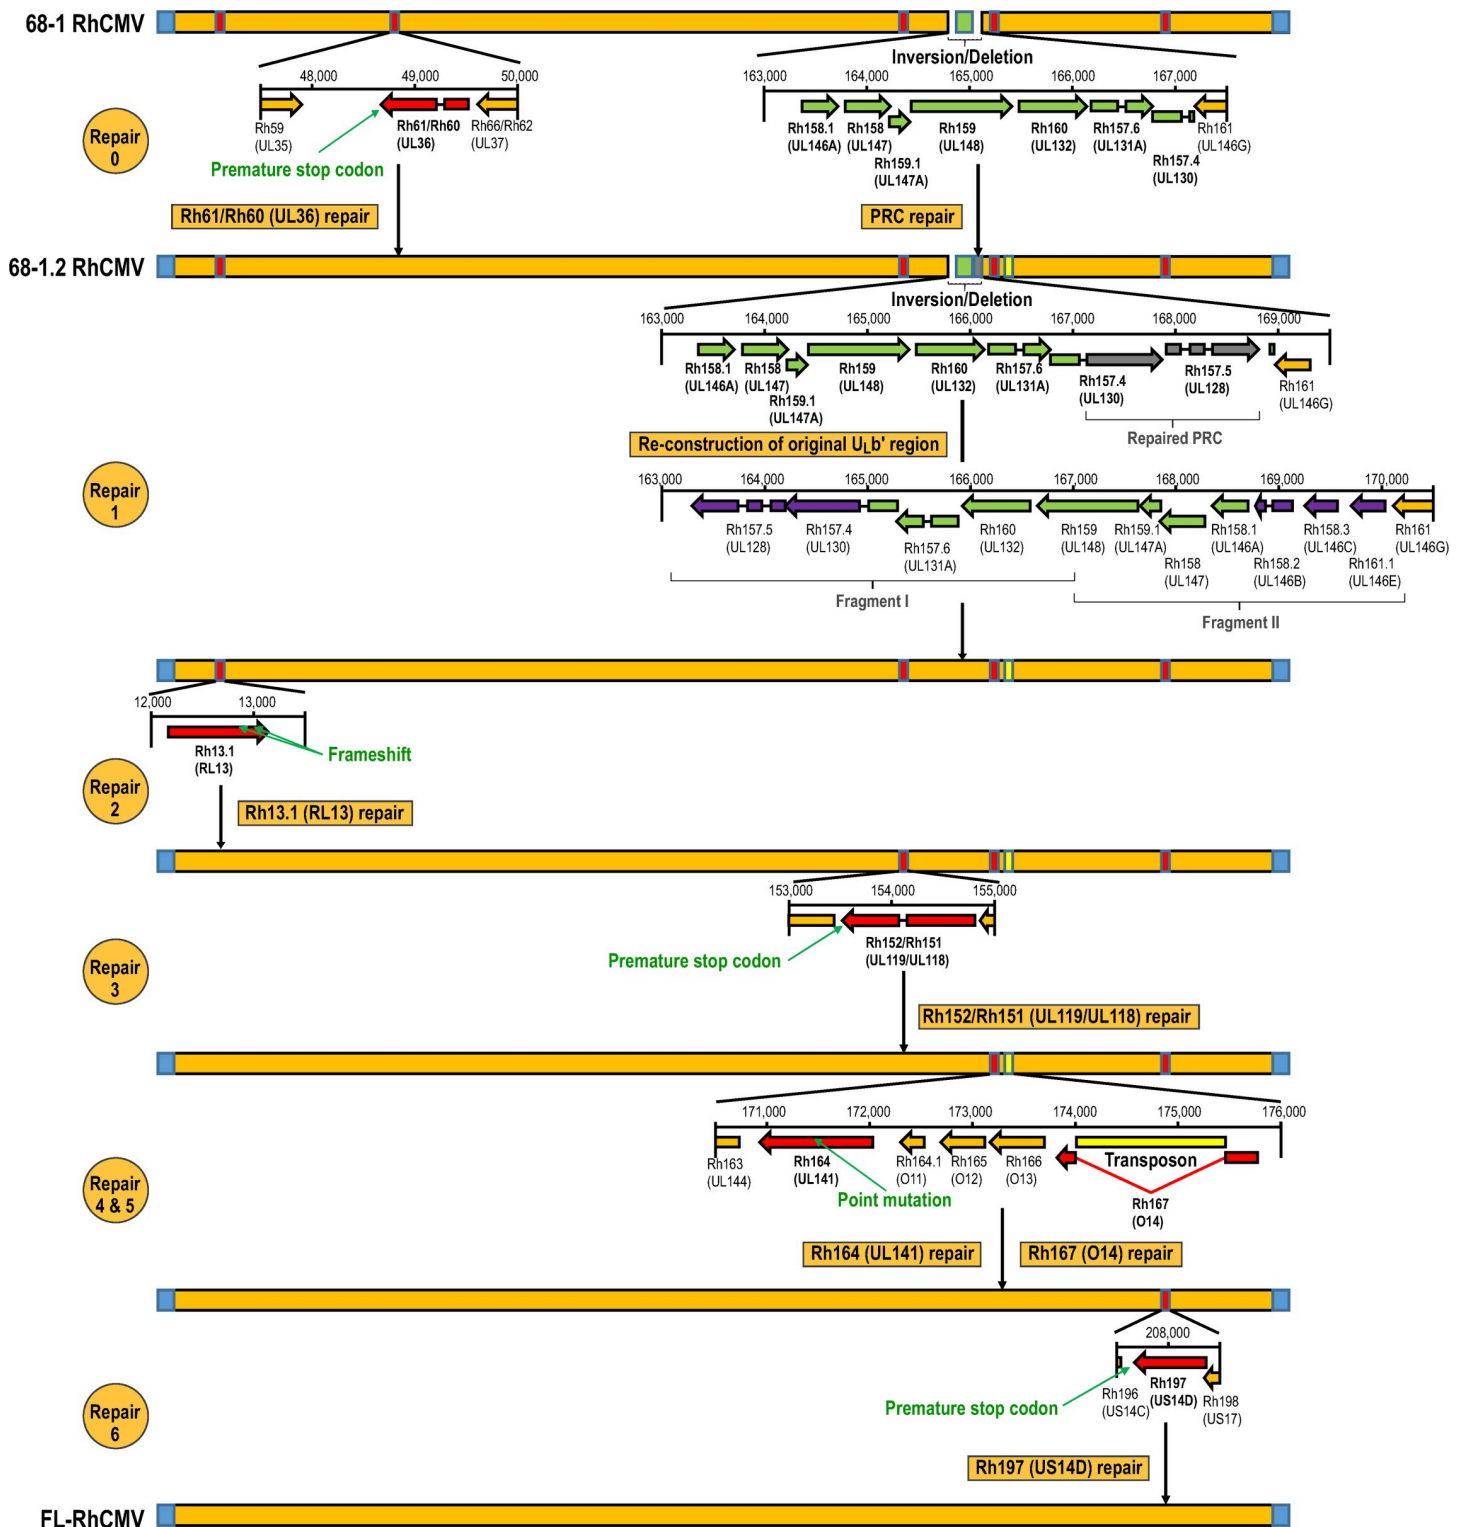 68-1 RhCMV
Inversion/Deletion
48,000 49,000 50,000
163,000 164,000 165,000 166,000 167,000
Repair
0
Rh59
(UL35)
Rh61/Rh60
(UL36)
Rh66/Rh62
(UL37)
Premature stop codon
Rh158.1
(UL146A)
Rh158
(UL147)
Rh159.1
(UL147A)
Rh159
(UL148)
Rh160
(UL132)
Rh157.6
(UL131A)
Rh157.4
(UL130)
Rh161
(UL146G)
Rh61/Rh60 (UL36) repair
PRC repair
68-1.2 RhCMV
Inversion/Deletion
163,000 164,000 165,000 166,000 167,000 168,000 169,000
Rh158.1
(UL146A)
Rh158
(UL147)
Rh159.1
(UL147A)
Rh159
(UL148)
Rh160
(UL132)
Rh157.6
(UL131A)
Rh157.4
(UL130)
Rh157.5
(UL128)
Rh161
(UL146G)
Repaired PRC
Re-construction of original ULb' region
Repair
1
163,000 164,000 165,000 166,000 167,000 168,000 169,000 170,000
Rh157.5
(UL128)
Rh157.4
(UL130)
Rh157.6
(UL131A)
Rh160
(UL132)
Rh159
(UL148)
Rh159.1
(UL147A)
Rh158
(UL147)
Rh158.1
(UL146A)
Rh158.2
(UL146B)
Rh158.3
(UL146C)
Rh161.1
(UL146E)
Rh161
(UL146G)
Fragment I
Fragment II
12,000 13,000
Rh13.1
(RL13)
Frameshift
Repair
2
Rh13.1 (RL13) repair
153,000 154,000 155,000
Rh152/Rh151
(UL119/UL118)
Premature stop codon
Repair
3
Rh152/Rh151 (UL119/UL118) repair
171,000 172,000 173,000 174,000 175,000 176,000
Rh163
(UL144)
Rh164
(UL141)
Rh164.1
(O11)
Rh165
(O12)
Rh166
(O13)
Transposon
Rh167
(O14)
Point mutation
Repair
4 & 5
Rh164 (UL141) repair
Rh167 (O14) repair
208,000
Rh196
(US14C)
Rh197
(US14D)
Rh198
(US17)
Premature stop codon
Repair
6
Rh197 (US14D) repair
FL-RhCMV